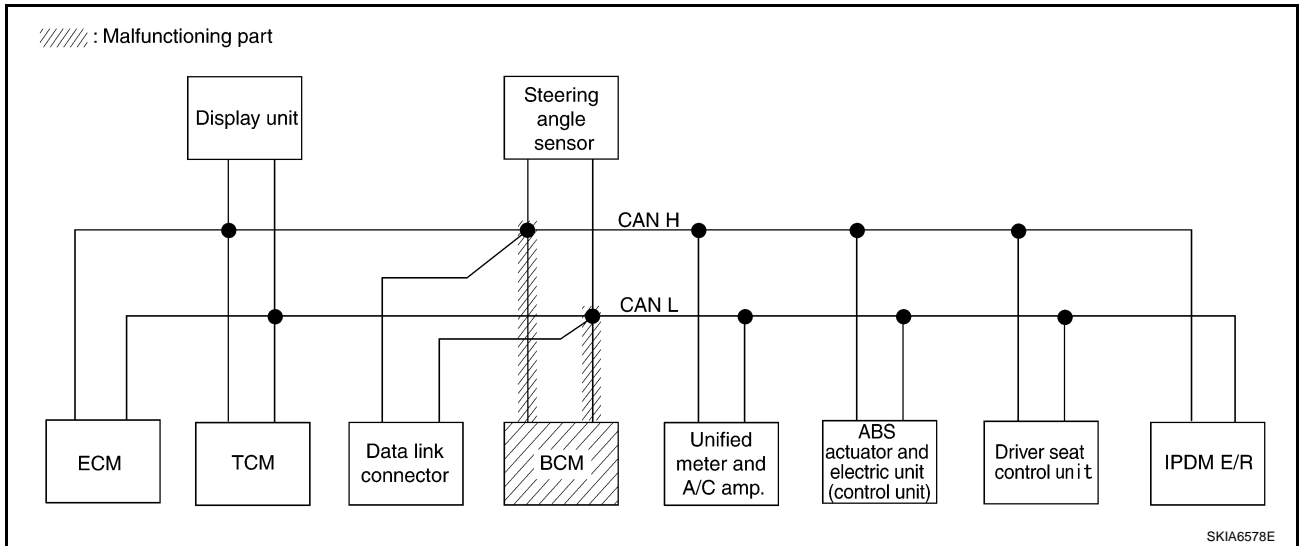 : Malfunctioning part
Display unit
Steering
angle
sensor
CAN H
CAN L
ECM
TCM
Data link
connector
BCM
Unified
meter and
A/C amp.
ABS
actuator and
electric unit
(control unit)
Driver seat
control unit
IPDM E/R
SKIA6578E